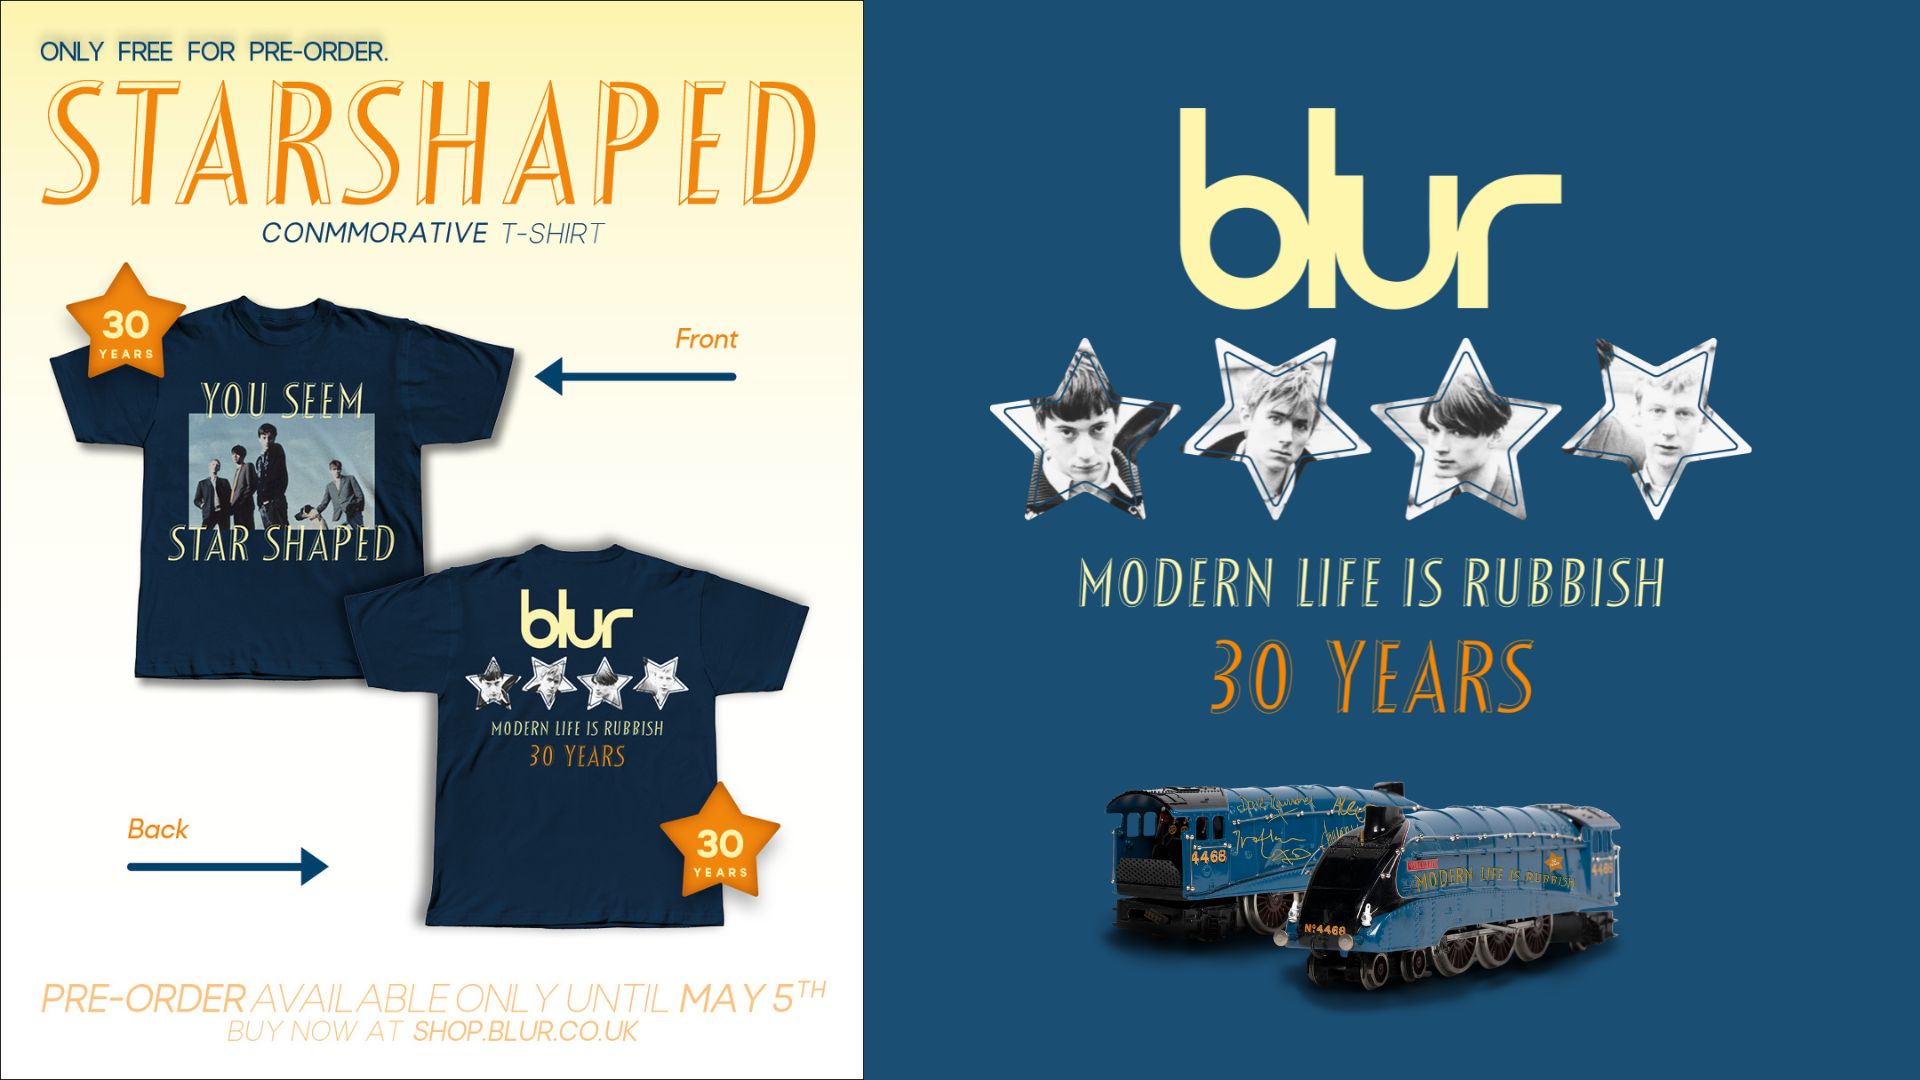 ONLY FREE FOR PRE-ORDER.
STARSHAPED
CONMMORATIVE T-SHIRT
30
YEARS
Front
YOU SEEM
STAR SHAPED
blur
MODERN LIFE IS RUBBISH
30 YEARS
Back
30
YEARS
PRE-ORDER AVAILABLE ONLY UNTIL MAY 5TH
BUY NOW AT SHOP.BLUR.CO.UK
blur
MODERN LIFE IS RUBBISH
30 YEARS
4468
MODERN LIFE IS RUBBISH
4468
Nº4468